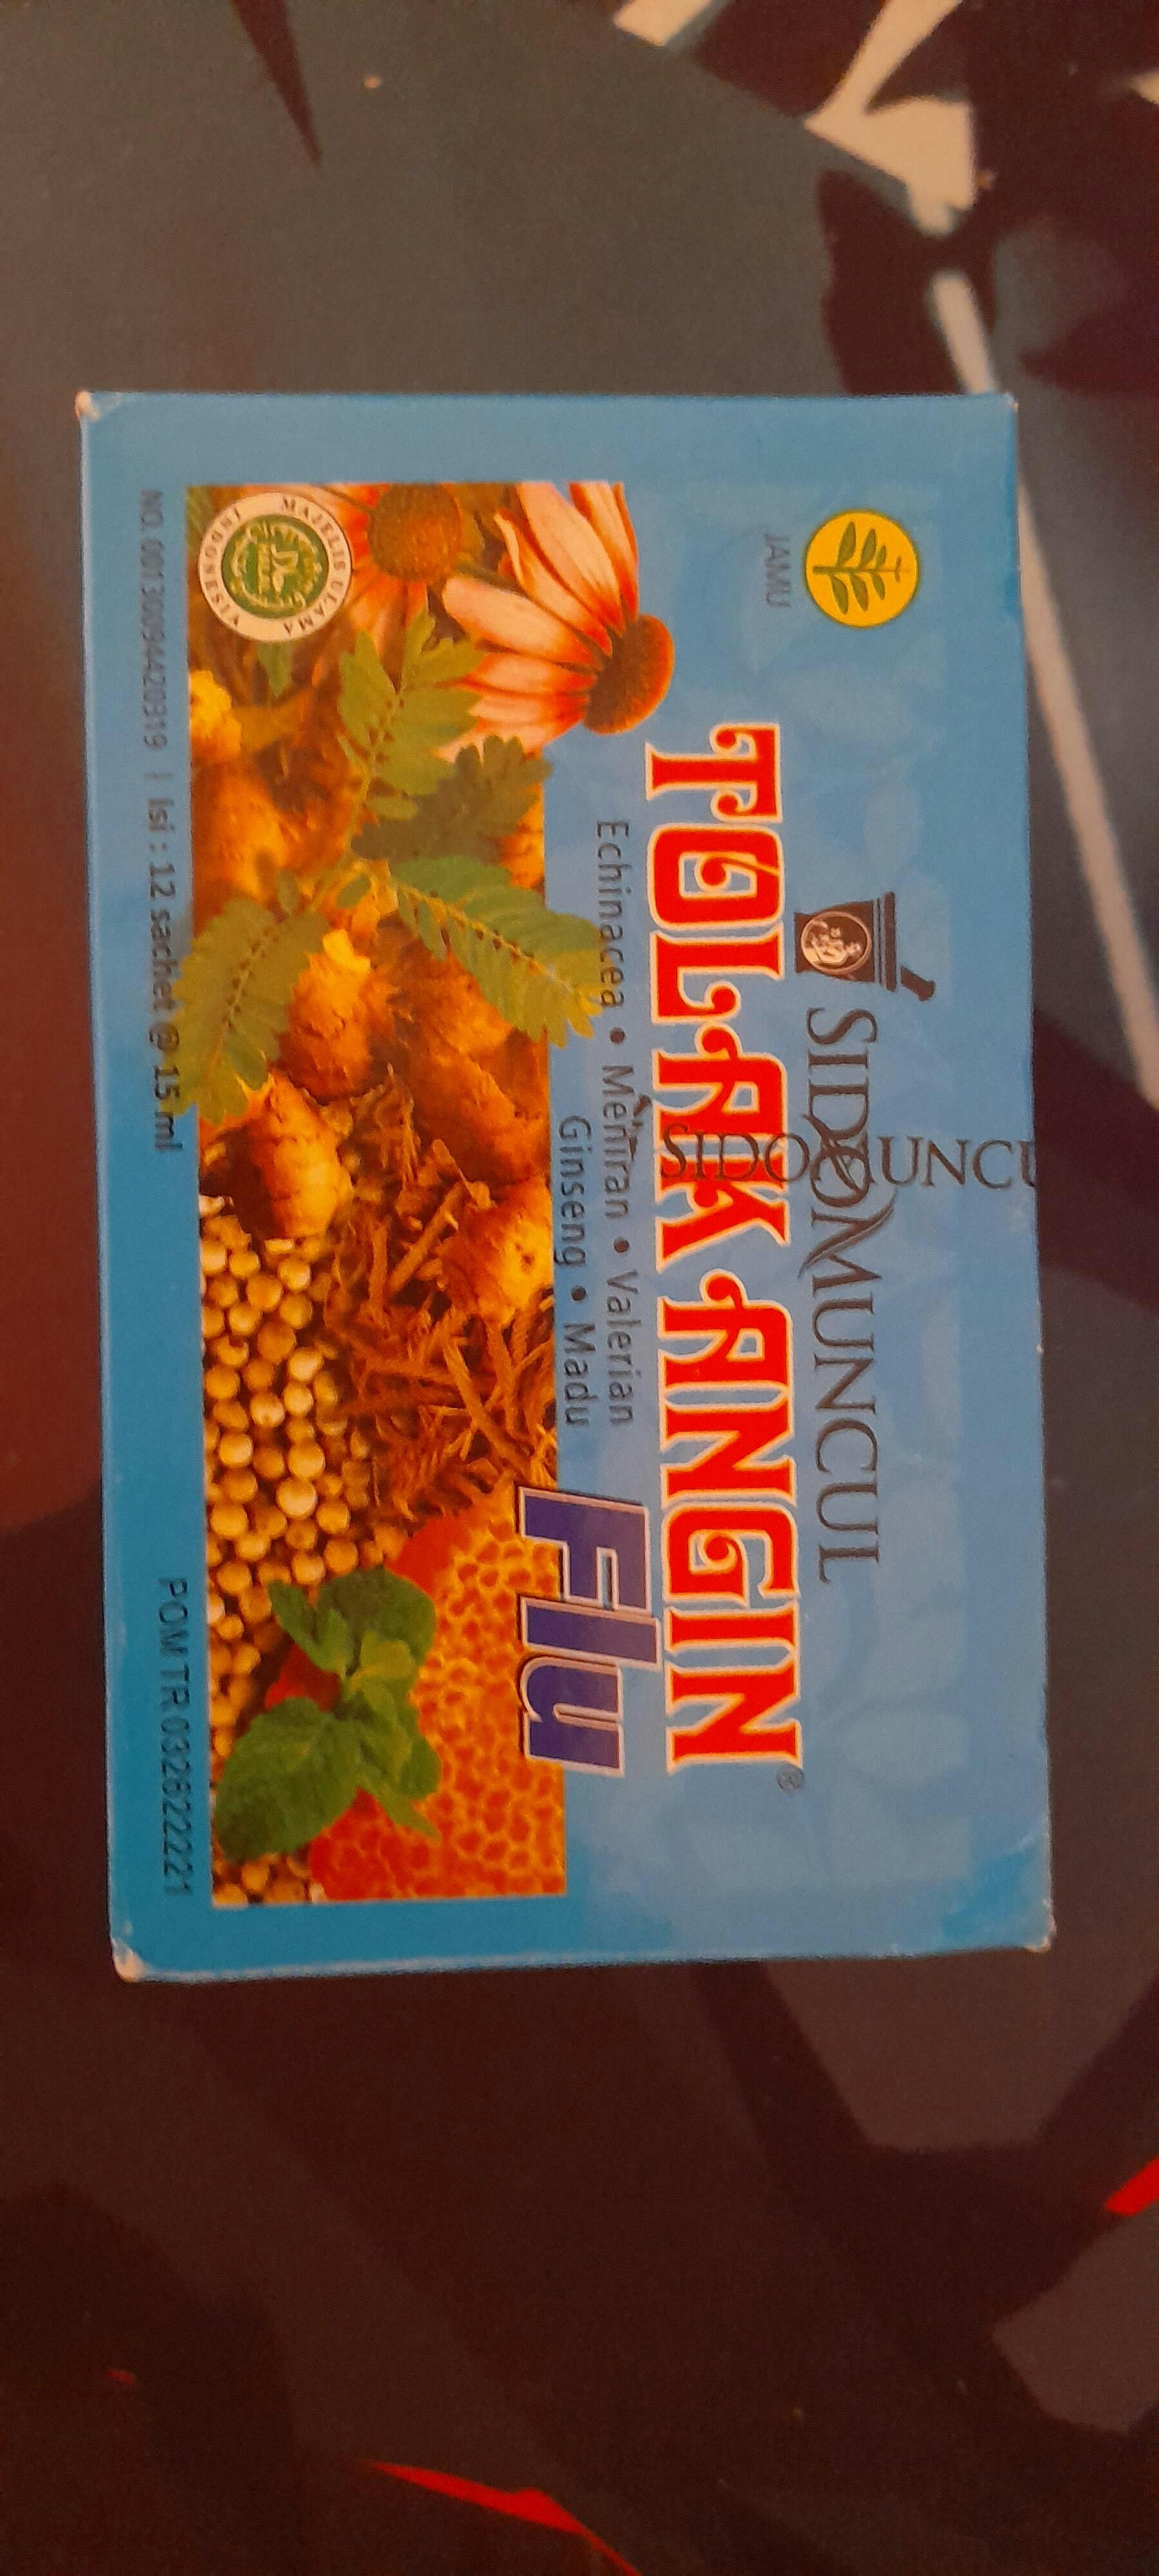 JAMU
SIDOMUNCUL
SIDOMUNCU
TOLAK ANGIN®
Flu
Echinacea • Meniran • Valerian
Ginseng • Madu
MAJELIS ULAMA
INDONESIA
Isi : 12 sachet @ 15 ml
POM TR 032822221